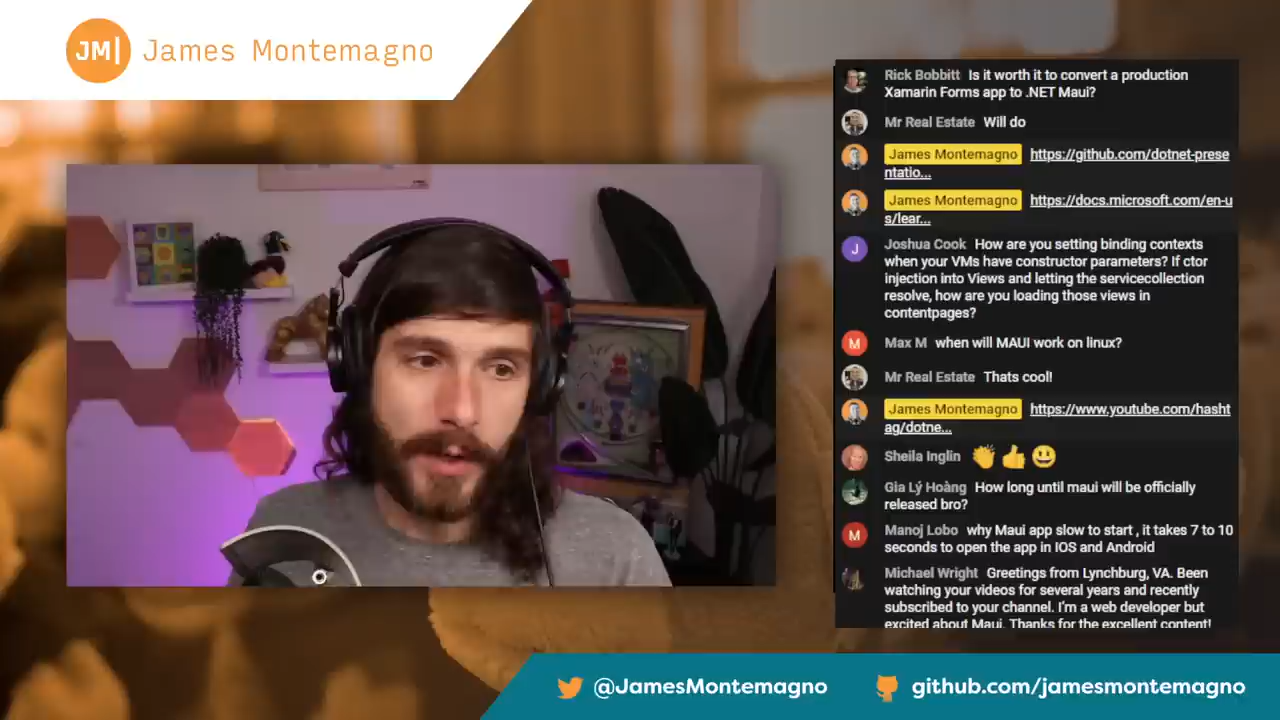 JM| James Montemagno
Rick Bobbitt Is it worth it to convert a production
Xamarin Forms app to .NET Maui?
Mr Real Estate Will do
James Montemagno https://github.com/dotnet-prese
ntatio...
James Montemagno https://docs.microsoft.com/en-u
s/lear...
J Joshua Cook How are you setting binding contexts
when your VMs have constructor parameters? If ctor
injection into Views and letting the servicecollection
resolve, how are you loading those views in
contentpages?
M Max M when will MAUI work on linux?
Mr Real Estate Thats cool!
James Montemagno https://www.youtube.com/hasht
ag/dotne...
Sheila Inglin 👏👍😃
Gia Lý Hoàng How long until maui will be officially
released bro?
M Manoj Lobo why Maui app slow to start , it takes 7 to 10
seconds to open the app in IOS and Android
Michael Wright Greetings from Lynchburg, VA. Been
watching your videos for several years and recently
subscribed to your channel. I'm a web developer but
excited about Maui. Thanks for the excellent content!
@JamesMontemagno
github.com/jamesmontemagno